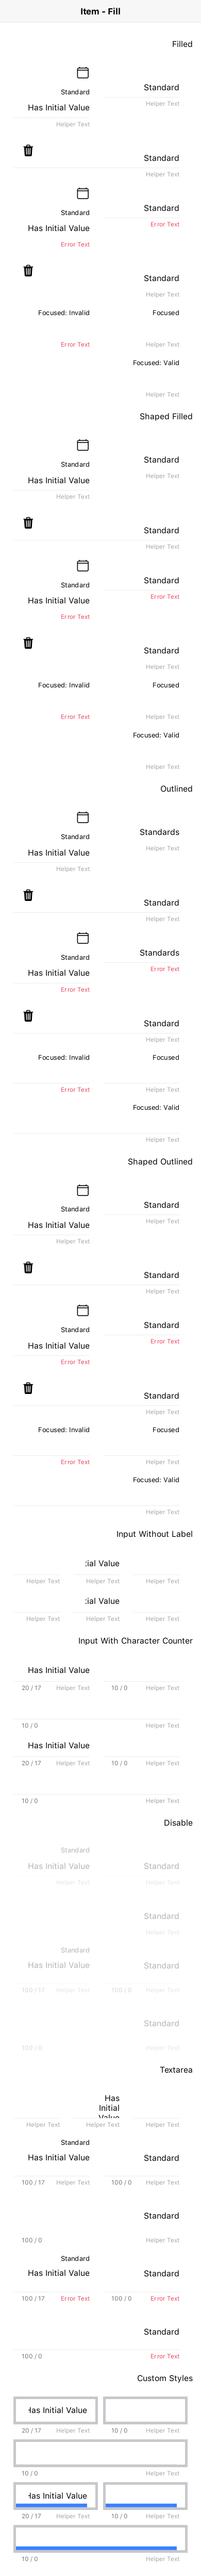 Item - Fill
Filled
Standard
Standard
Has Initial Value
Helper Text
Helper Text
Standard
Helper Text
Standard
Standard
Has Initial Value
Error Text
Error Text
Standard
Helper Text
Focused: Invalid
Focused
Error Text
Helper Text
Focused: Valid
Helper Text
Shaped Filled
Standard
Standard
Has Initial Value
Helper Text
Helper Text
Standard
Helper Text
Standard
Standard
Has Initial Value
Error Text
Error Text
Standard
Helper Text
Focused: Invalid
Focused
Error Text
Helper Text
Focused: Valid
Helper Text
Outlined
Standards
Standard
Has Initial Value
Helper Text
Helper Text
Standard
Helper Text
Standards
Standard
Has Initial Value
Error Text
Error Text
Standard
Helper Text
Focused: Invalid
Focused
Error Text
Helper Text
Focused: Valid
Helper Text
Shaped Outlined
Standard
Standard
Has Initial Value
Helper Text
Helper Text
Standard
Helper Text
Standard
Standard
Has Initial Value
Error Text
Error Text
Standard
Helper Text
Focused: Invalid
Focused
Error Text
Helper Text
Focused: Valid
Helper Text
Input Without Label
ial Value
Helper Text Helper Text Helper Text
ial Value
Helper Text Helper Text Helper Text
Input With Character Counter
Has Initial Value
20 / 17 Helper Text 10 / 0 Helper Text
10 / 0 Helper Text
Has Initial Value
20 / 17 Helper Text 10 / 0 Helper Text
10 / 0 Helper Text
Disable
Standard
Has Initial Value Standard
Helper Text Helper Text
Standard
Helper Text
Standard
Has Initial Value Standard
100 / 17 Helper Text 100 / 0 Helper Text
Standard
100 / 0 Helper Text
Textarea
Has
Initial
Value
Helper Text Helper Text Helper Text
Standard
Has Initial Value Standard
100 / 17 Helper Text 100 / 0 Helper Text
Standard
100 / 0 Helper Text
Standard
Has Initial Value Standard
100 / 17 Error Text 100 / 0 Error Text
Standard
100 / 0 Error Text
Custom Styles
Has Initial Value
20 / 17 Helper Text 10 / 0 Helper Text
10 / 0 Helper Text
Has Initial Value
20 / 17 Helper Text 10 / 0 Helper Text
10 / 0 Helper Text